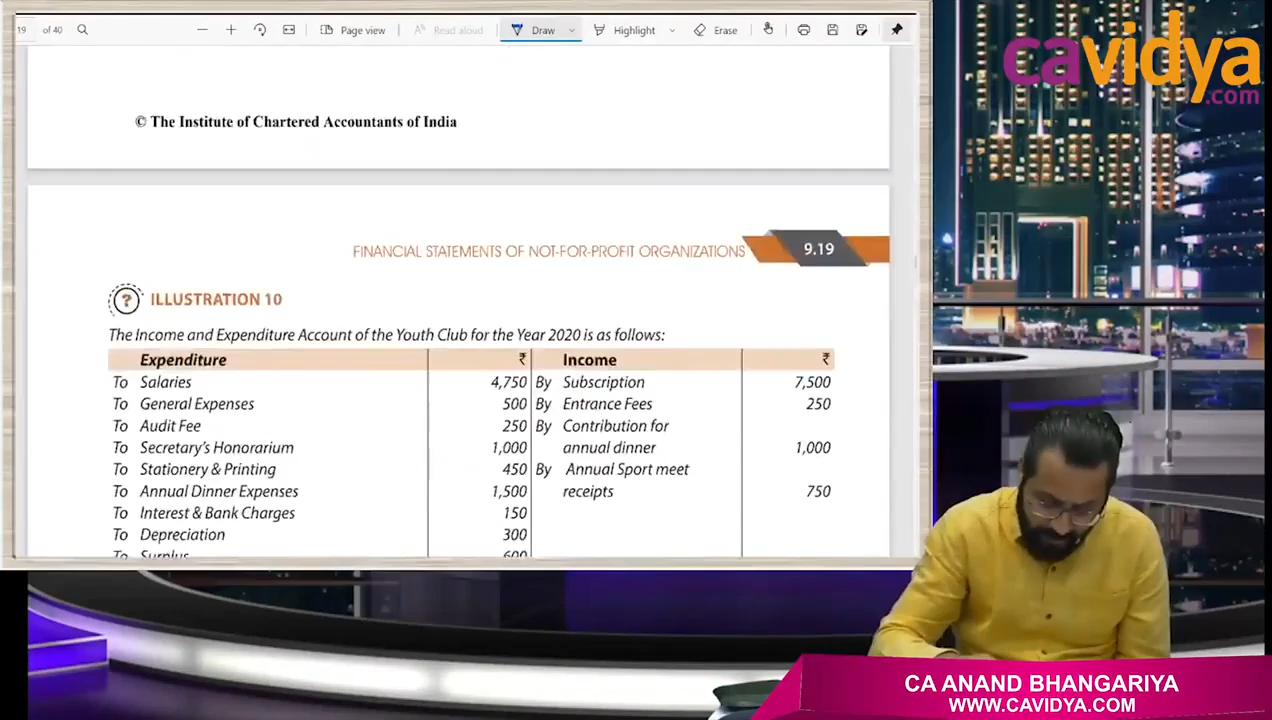 19 of 40 Page view Read aloud Draw Highlight Erase
cavidya
.com
© The Institute of Chartered Accountants of India
FINANCIAL STATEMENTS OF NOT-FOR-PROFIT ORGANIZATIONS 9.19
? ILLUSTRATION 10
The Income and Expenditure Account of the Youth Club for the Year 2020 is as follows:
Expenditure ₹ Income ₹
To Salaries 4,750 By Subscription 7,500
To General Expenses 500 By Entrance Fees 250
To Audit Fee 250 By Contribution for
To Secretary's Honorarium 1,000 annual dinner 1,000
To Stationery & Printing 450 By Annual Sport meet
To Annual Dinner Expenses 1,500 receipts 750
To Interest & Bank Charges 150
To Depreciation 300
To Surplus 600
CA ANAND BHANGARIYA
WWW.CAVIDYA.COM